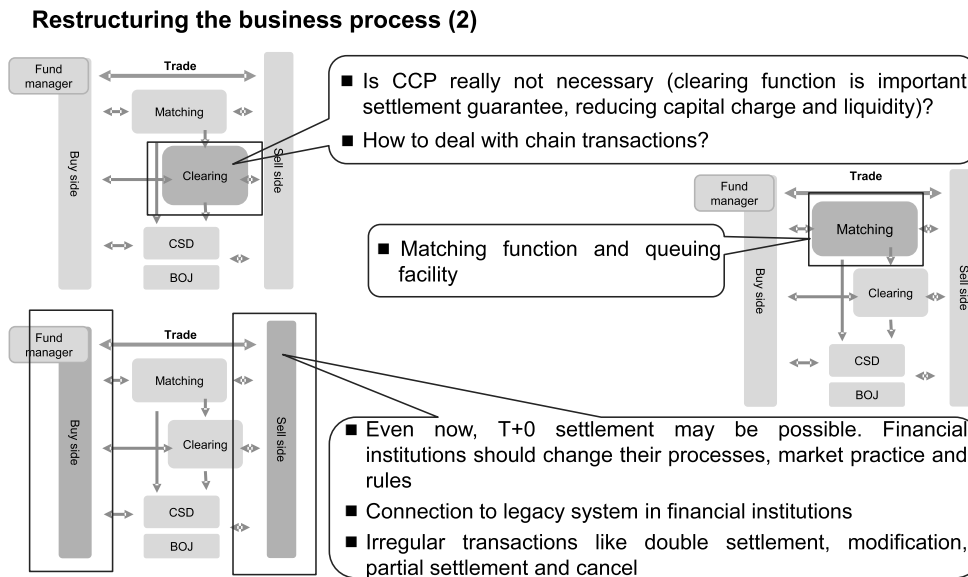 Restructuring the business process (2)
Fund
manager
Trade
Matching
Buy side
Clearing
Sell side
CSD
BOJ
■ Is CCP really not necessary (clearing function is important
settlement guarantee, reducing capital charge and liquidity)?
■ How to deal with chain transactions?
Fund
manager
Trade
Matching
Buy side
Clearing
Sell side
CSD
BOJ
■ Matching function and queuing
facility
Fund
manager
Trade
Matching
Buy side
Clearing
Sell side
CSD
BOJ
■ Even now, T+0 settlement may be possible. Financial
institutions should change their processes, market practice and
rules
■ Connection to legacy system in financial institutions
■ Irregular transactions like double settlement, modification,
partial settlement and cancel